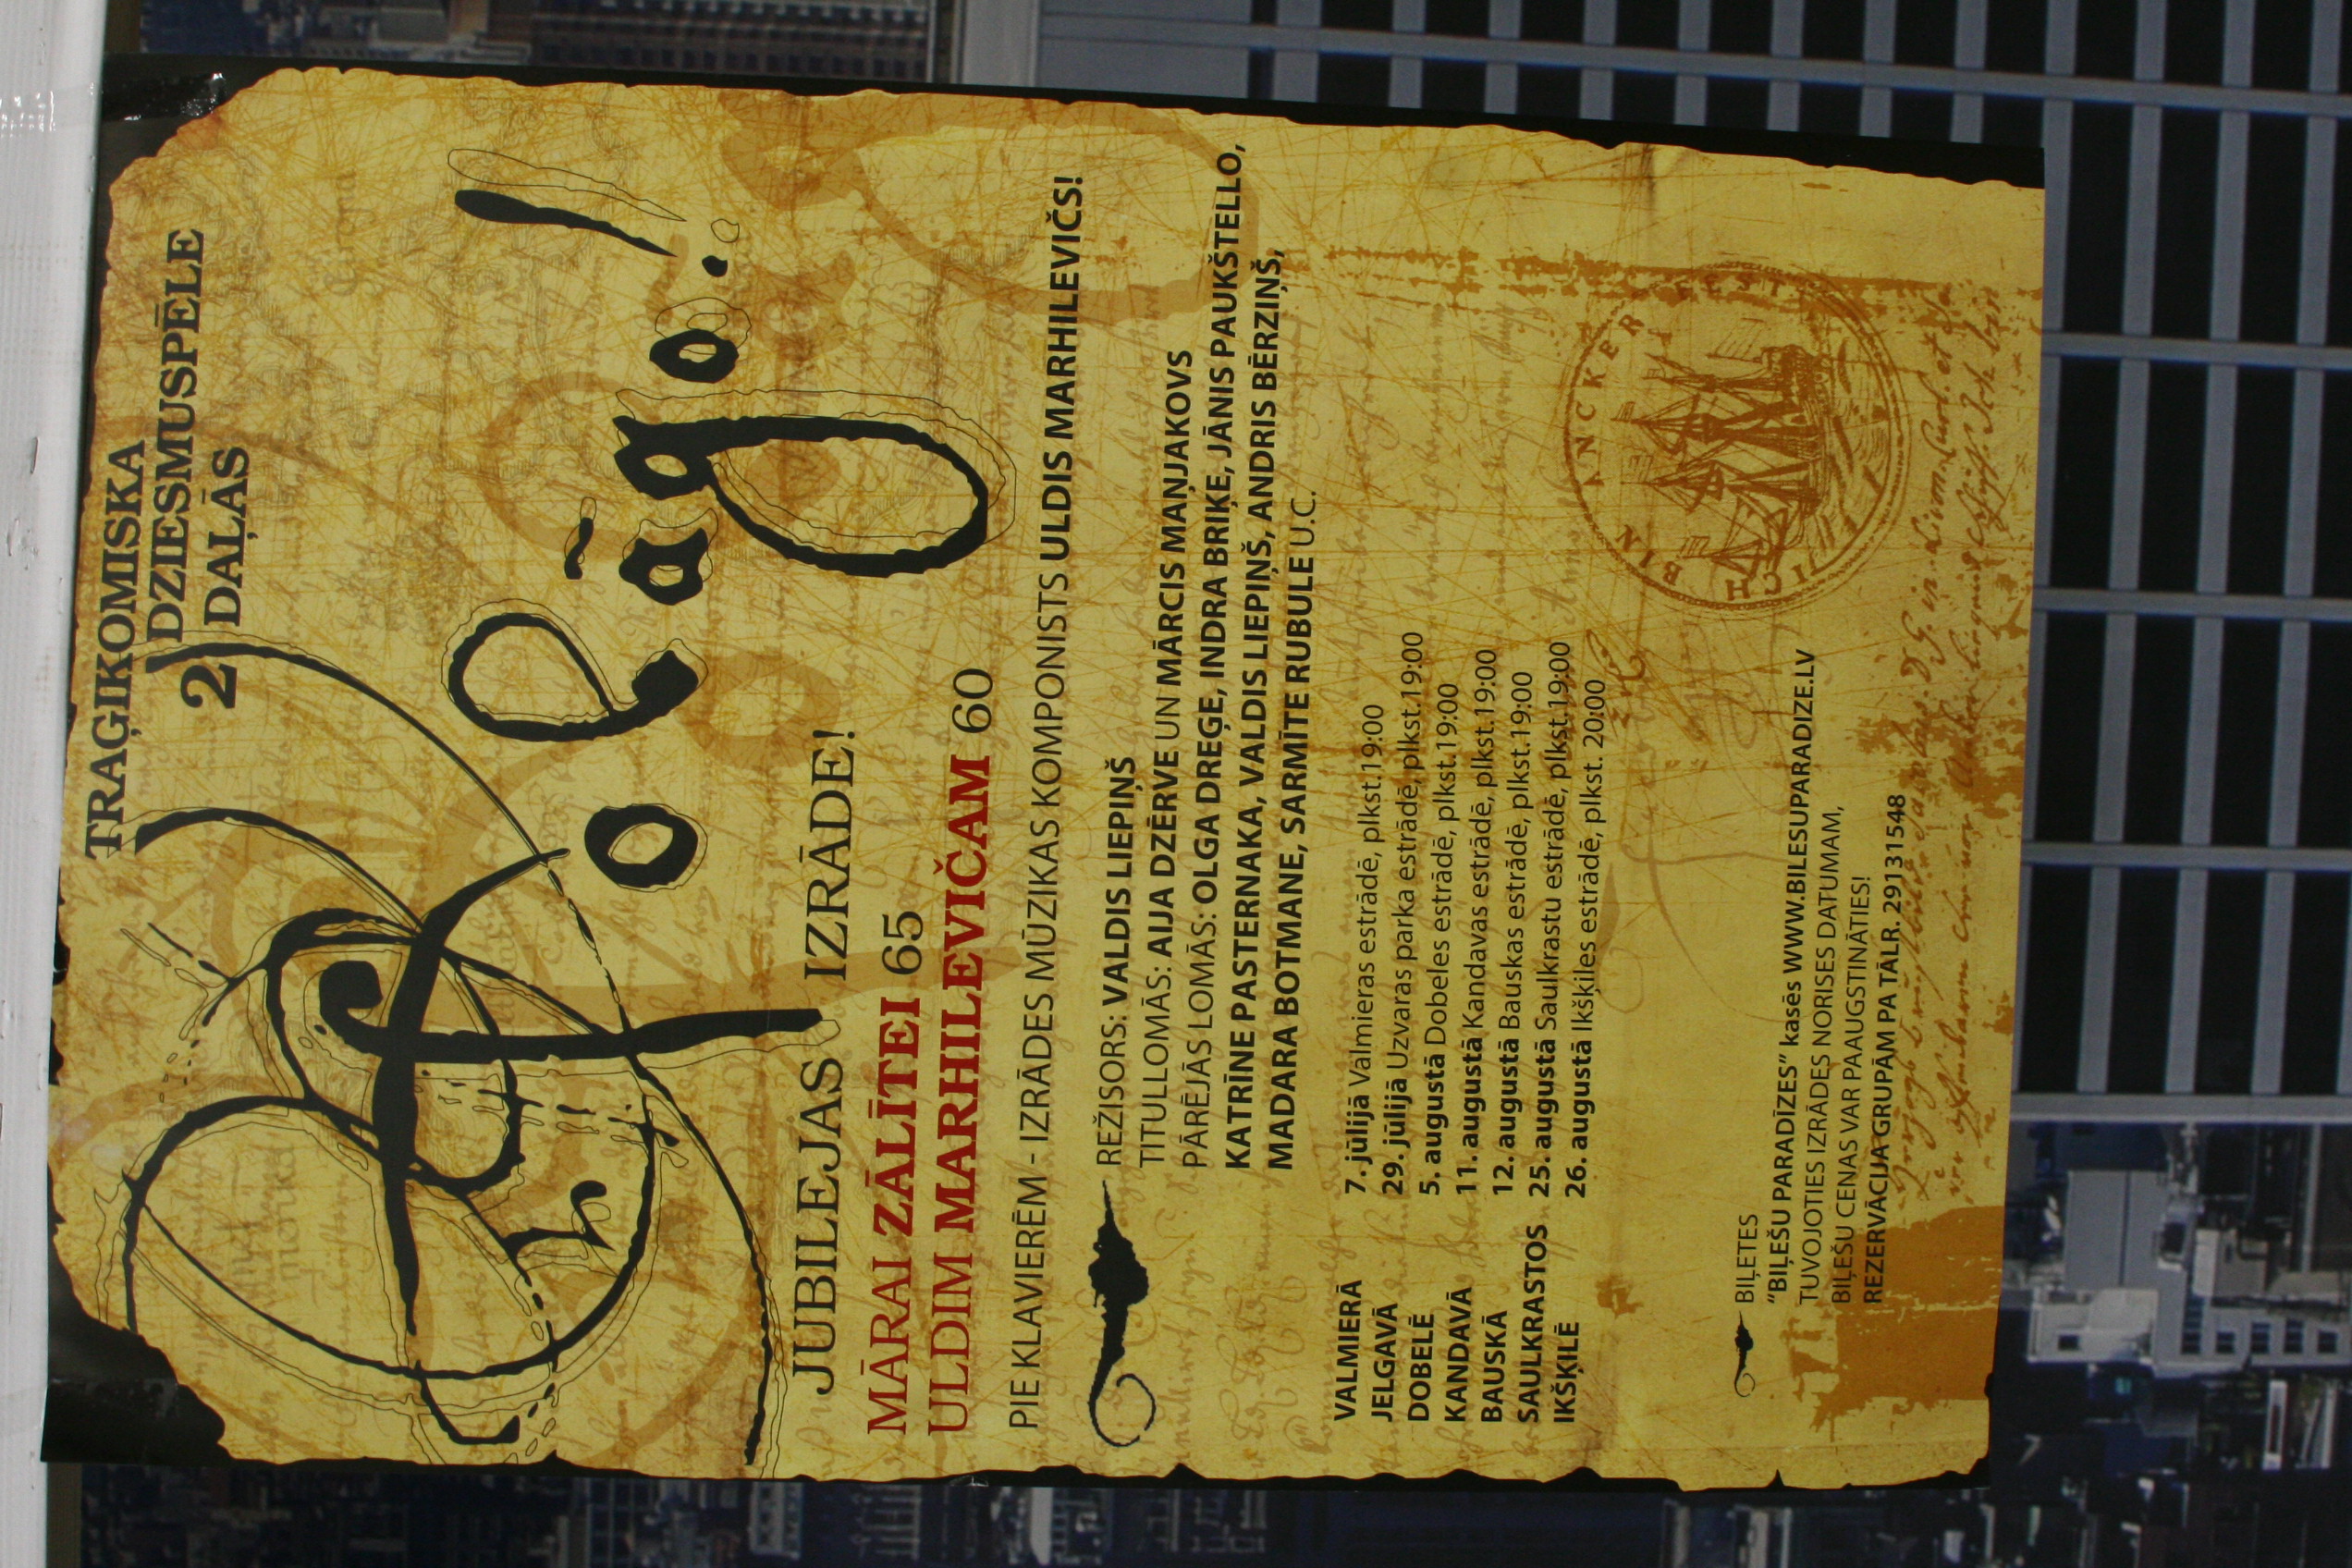 TRAĢIKOMISKA
DZIESMUSPĒLE
2 DAĻĀS
JUBILEJAS IZRĀDE!
MĀRAI ZĀLĪTEI 65
ULDIM MARHILEVIČAM 60
PIE KLAVIERĒM - IZRĀDES MŪZIKAS KOMPONISTS ULDIS MARHILEVIČS!
REŽISORS: VALDIS LIEPIŅŠ
TITULLOMĀS: AIJA DZĒRVE UN MĀRCIS MAŅJAKOVS
PĀRĒJĀS LOMĀS: OLGA DREĢE, INDRA BRIĶE, JĀNIS PAUKŠTELLO,
KATRĪNE PASTERNAKA, VALDIS LIEPIŅŠ, ANDRIS BĒRZIŅŠ,
MADARA BOTMANE, SARMĪTE RUBULE U.C.
VALMIERĀ 7. jūlijā Valmieras estrādē, plkst.19:00
JELGAVĀ 29. jūlijā Uzvaras parka estrādē, plkst.19:00
DOBELĒ 5. augustā Dobeles estrādē, plkst.19:00
KANDAVĀ 11. augustā Kandavas estrādē, plkst.19:00
BAUSKĀ 12. augustā Bauskas estrādē, plkst.19:00
SAULKRASTOS 25. augustā Saulkrastu estrādē, plkst.19:00
IKŠĶILĒ 26. augustā Ikšķiles estrādē, plkst. 20:00
ICH BIN ANCKER FEST
BIĻETES
“BIĻEŠU PARADĪZES” kasēs WWW.BILESUPARADIZE.LV
TUVOJOTIES IZRĀDES NORISES DATUMAM,
BIĻEŠU CENAS VAR PAAUGSTINĀTIES!
REZERVĀCIJA GRUPĀM PA TĀLR. 29131548